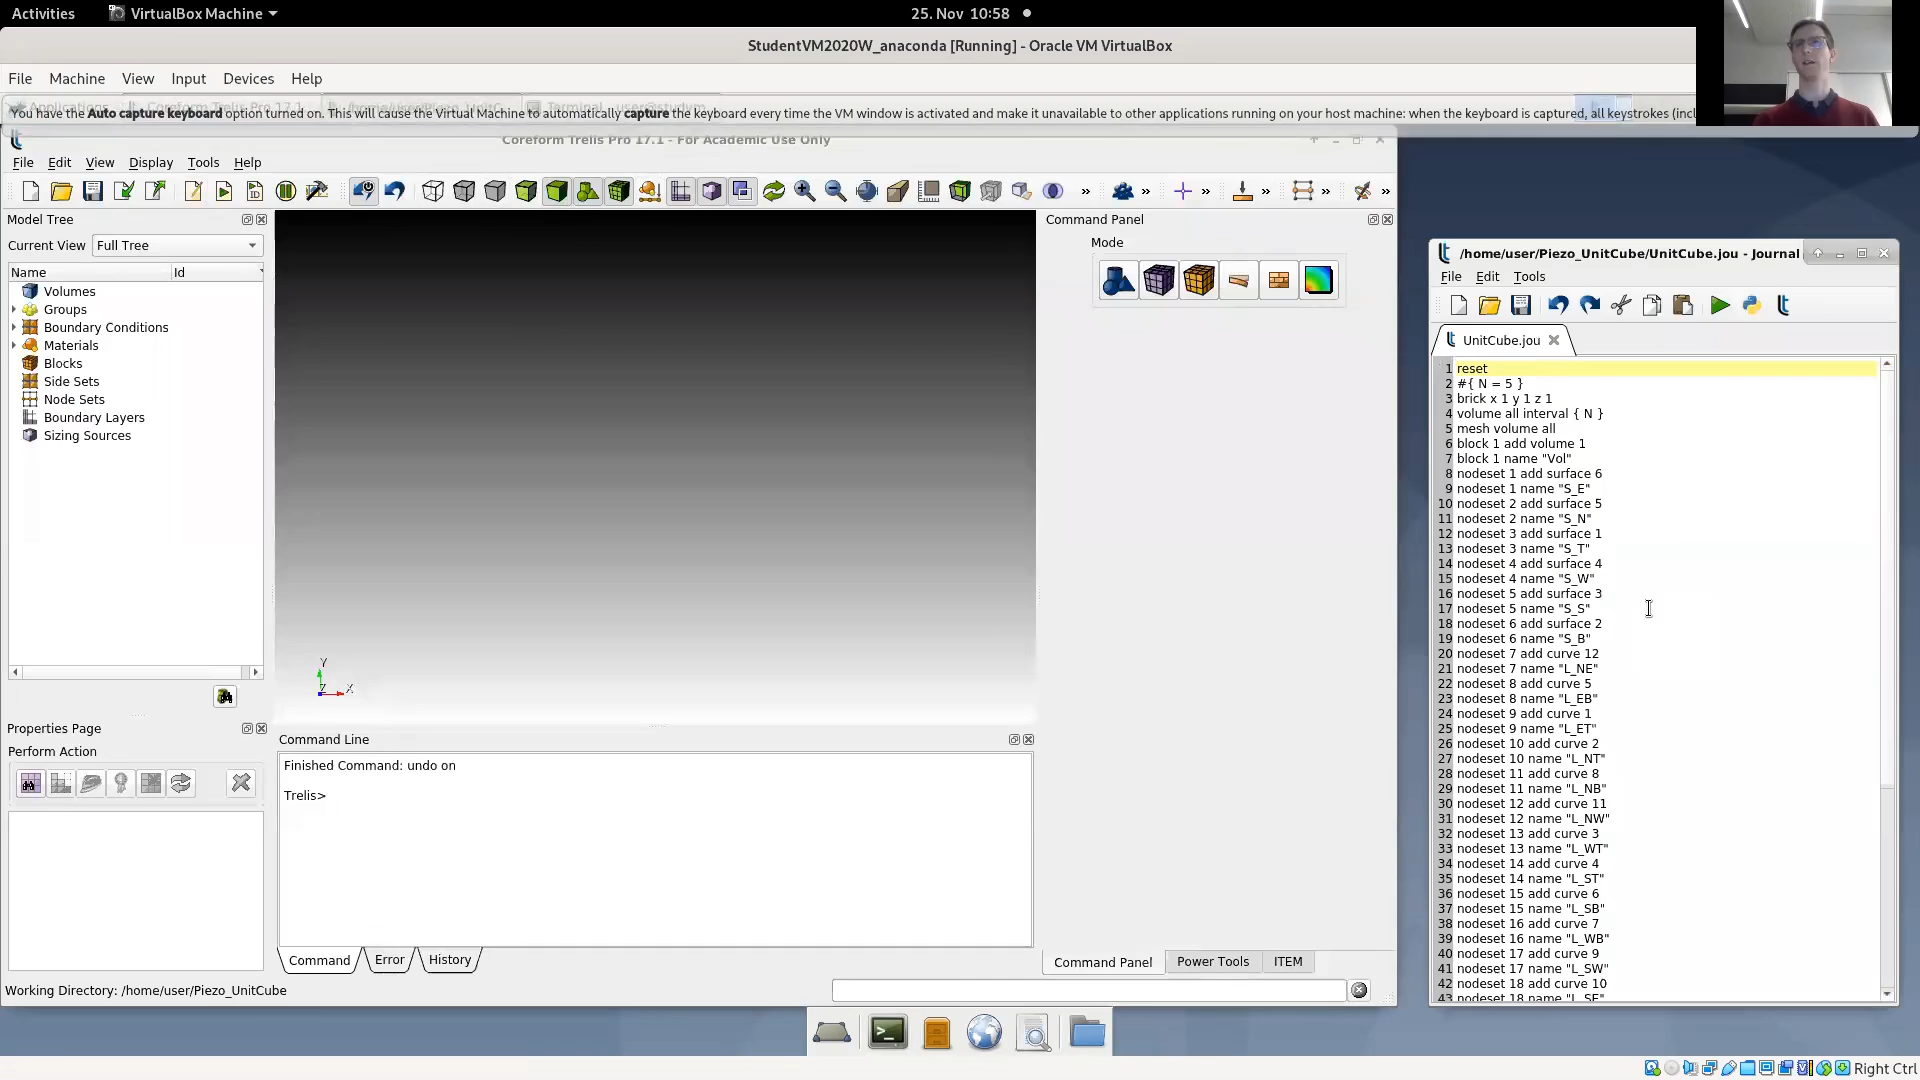 Activities
VirtualBox Machine
25. Nov 10:58
StudentVM2020W_anaconda [Running] - Oracle VM VirtualBox
File Machine View Input Devices Help
You have the Auto capture keyboard option turned on. This will cause the Virtual Machine to automatically capture the keyboard every time the VM window is activated and make it unavailable to other applications running on your host machine: when the keyboard is captured, all keystrokes (incl
Coreform Trelis Pro 17.1 - For Academic Use Only
File Edit View Display Tools Help
Model Tree
Current View Full Tree
Name Id
Volumes
Groups
Boundary Conditions
Materials
Blocks
Side Sets
Node Sets
Boundary Layers
Sizing Sources
Properties Page
Perform Action
Y
Z
X
Command Line
Finished Command: undo on
Trelis>
Command
Error
History
Command Panel
Mode
Command Panel
Power Tools
ITEM
Working Directory: /home/user/Piezo_UnitCube
/home/user/Piezo_UnitCube/UnitCube.jou - Journal
File Edit Tools
UnitCube.jou
1 reset
2 #{ N = 5 }
3 brick x 1 y 1 z 1
4 volume all interval { N }
5 mesh volume all
6 block 1 add volume 1
7 block 1 name "Vol"
8 nodeset 1 add surface 6
9 nodeset 1 name "S_E"
10 nodeset 2 add surface 5
11 nodeset 2 name "S_N"
12 nodeset 3 add surface 1
13 nodeset 3 name "S_T"
14 nodeset 4 add surface 4
15 nodeset 4 name "S_W"
16 nodeset 5 add surface 3
17 nodeset 5 name "S_S"
18 nodeset 6 add surface 2
19 nodeset 6 name "S_B"
20 nodeset 7 add curve 12
21 nodeset 7 name "L_NE"
22 nodeset 8 add curve 5
23 nodeset 8 name "L_EB"
24 nodeset 9 add curve 1
25 nodeset 9 name "L_ET"
26 nodeset 10 add curve 2
27 nodeset 10 name "L_NT"
28 nodeset 11 add curve 8
29 nodeset 11 name "L_NB"
30 nodeset 12 add curve 11
31 nodeset 12 name "L_NW"
32 nodeset 13 add curve 3
33 nodeset 13 name "L_WT"
34 nodeset 14 add curve 4
35 nodeset 14 name "L_ST"
36 nodeset 15 add curve 6
37 nodeset 15 name "L_SB"
38 nodeset 16 add curve 7
39 nodeset 16 name "L_WB"
40 nodeset 17 add curve 9
41 nodeset 17 name "L_SW"
42 nodeset 18 add curve 10
43 nodeset 18 name "L_SE"
Right Ctrl